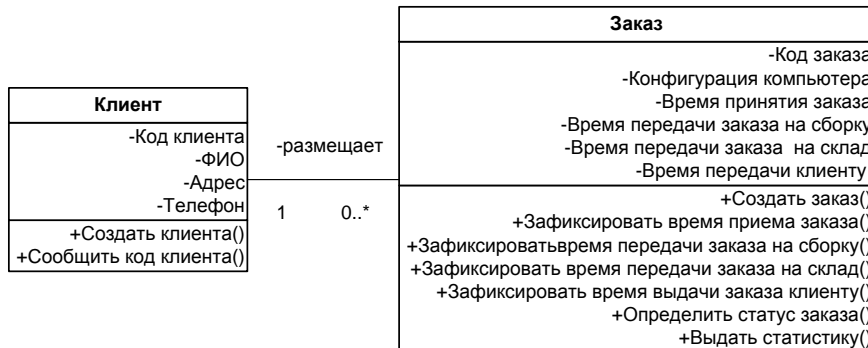 Клиент
-Код клиента
-ФИО
-Адрес
-Телефон
+Создать клиента()
+Сообщить код клиента()
-размещает
1 0..*
Заказ
-Код заказа
-Конфигурация компьютера
-Время принятия заказа
-Время передачи заказа на сборку
-Время передачи заказа на склад
-Время передачи клиенту
+Создать заказ()
+Зафиксировать время приема заказа()
+Зафиксироватьвремя передачи заказа на сборку()
+Зафиксировать время передачи заказа на склад()
+Зафиксировать время выдачи заказа клиенту()
+Определить статус заказа()
+Выдать статистику()